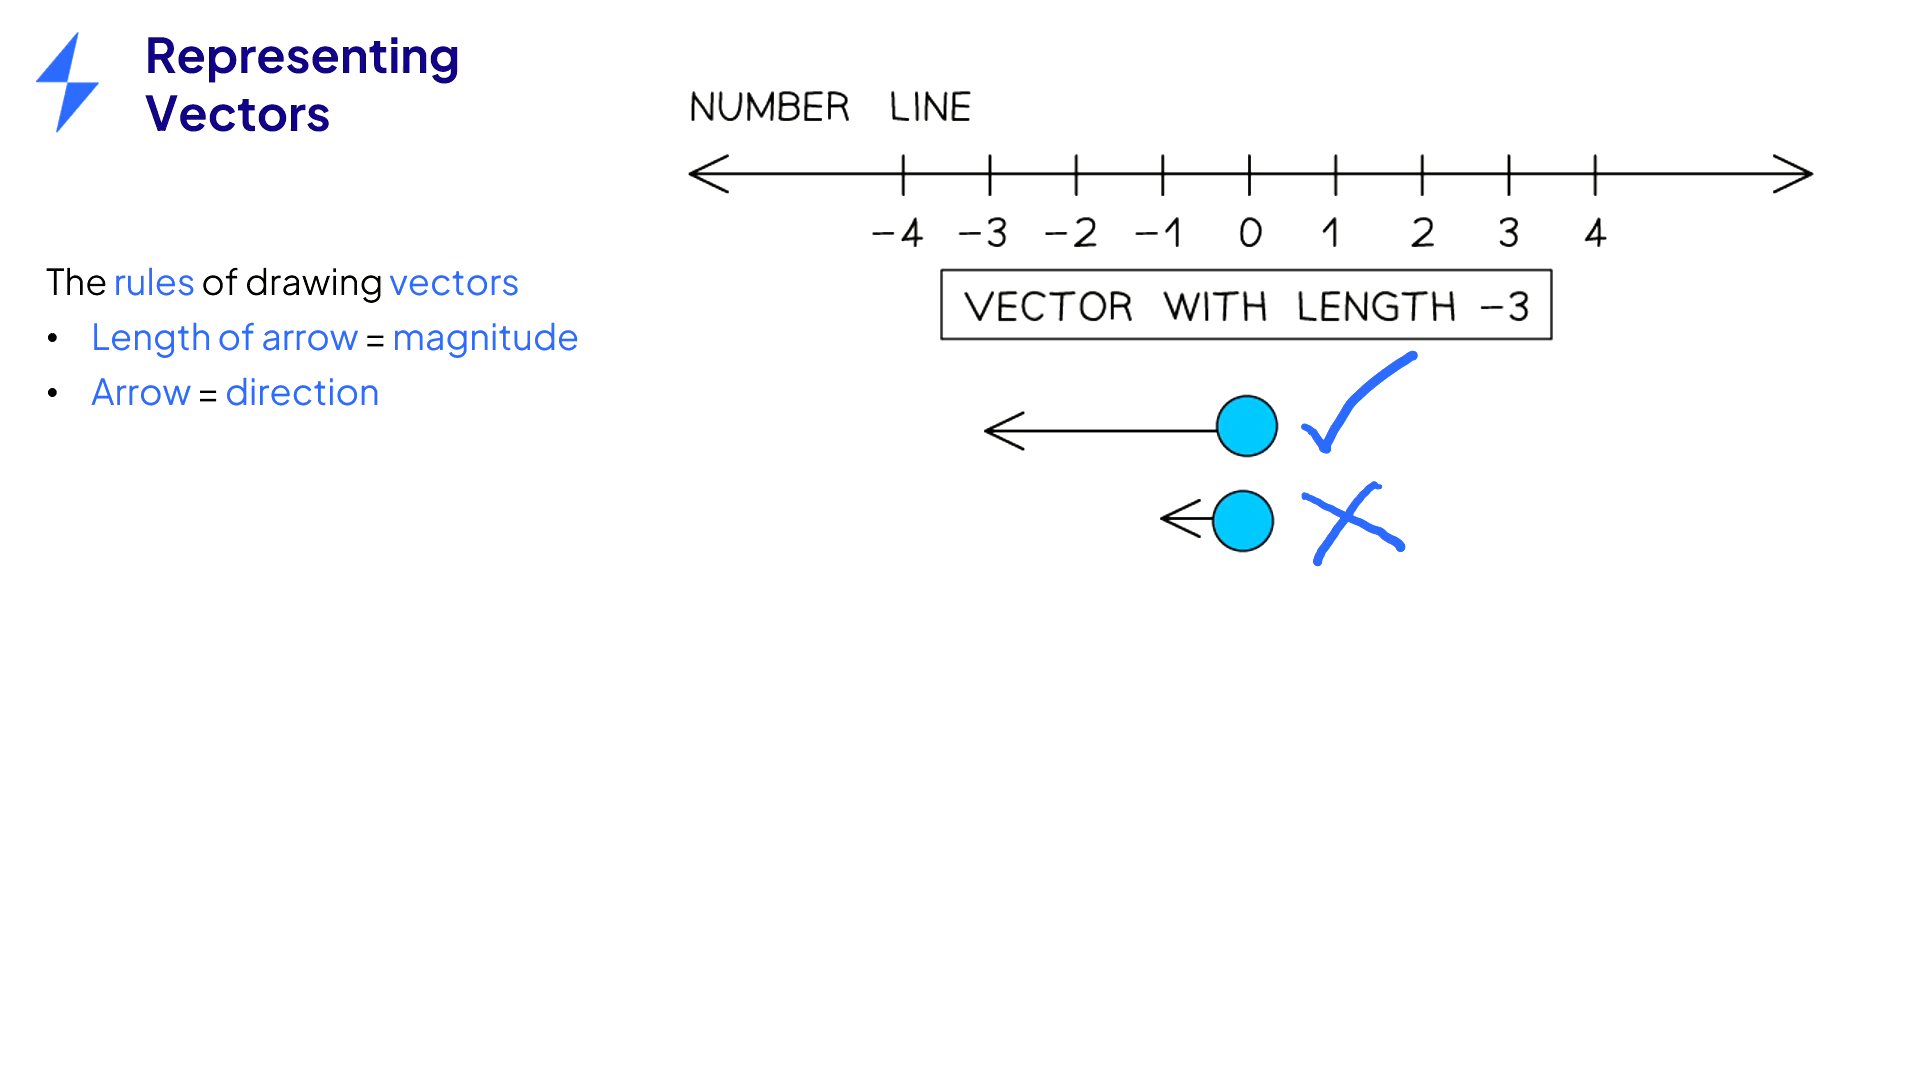 Representing
Vectors
NUMBER LINE
−4 −3 −2 −1 0 1 2 3 4
VECTOR WITH LENGTH −3
The rules of drawing vectors
• Length of arrow = magnitude
• Arrow = direction